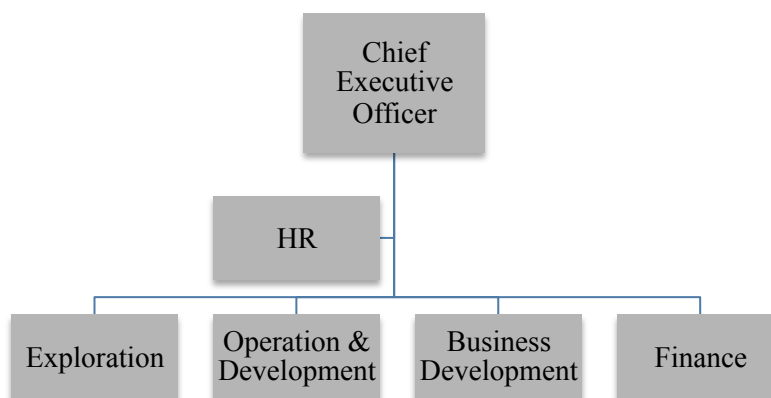 Chief
Executive
Officer
HR
Exploration
Operation &
Development
Business
Development
Finance